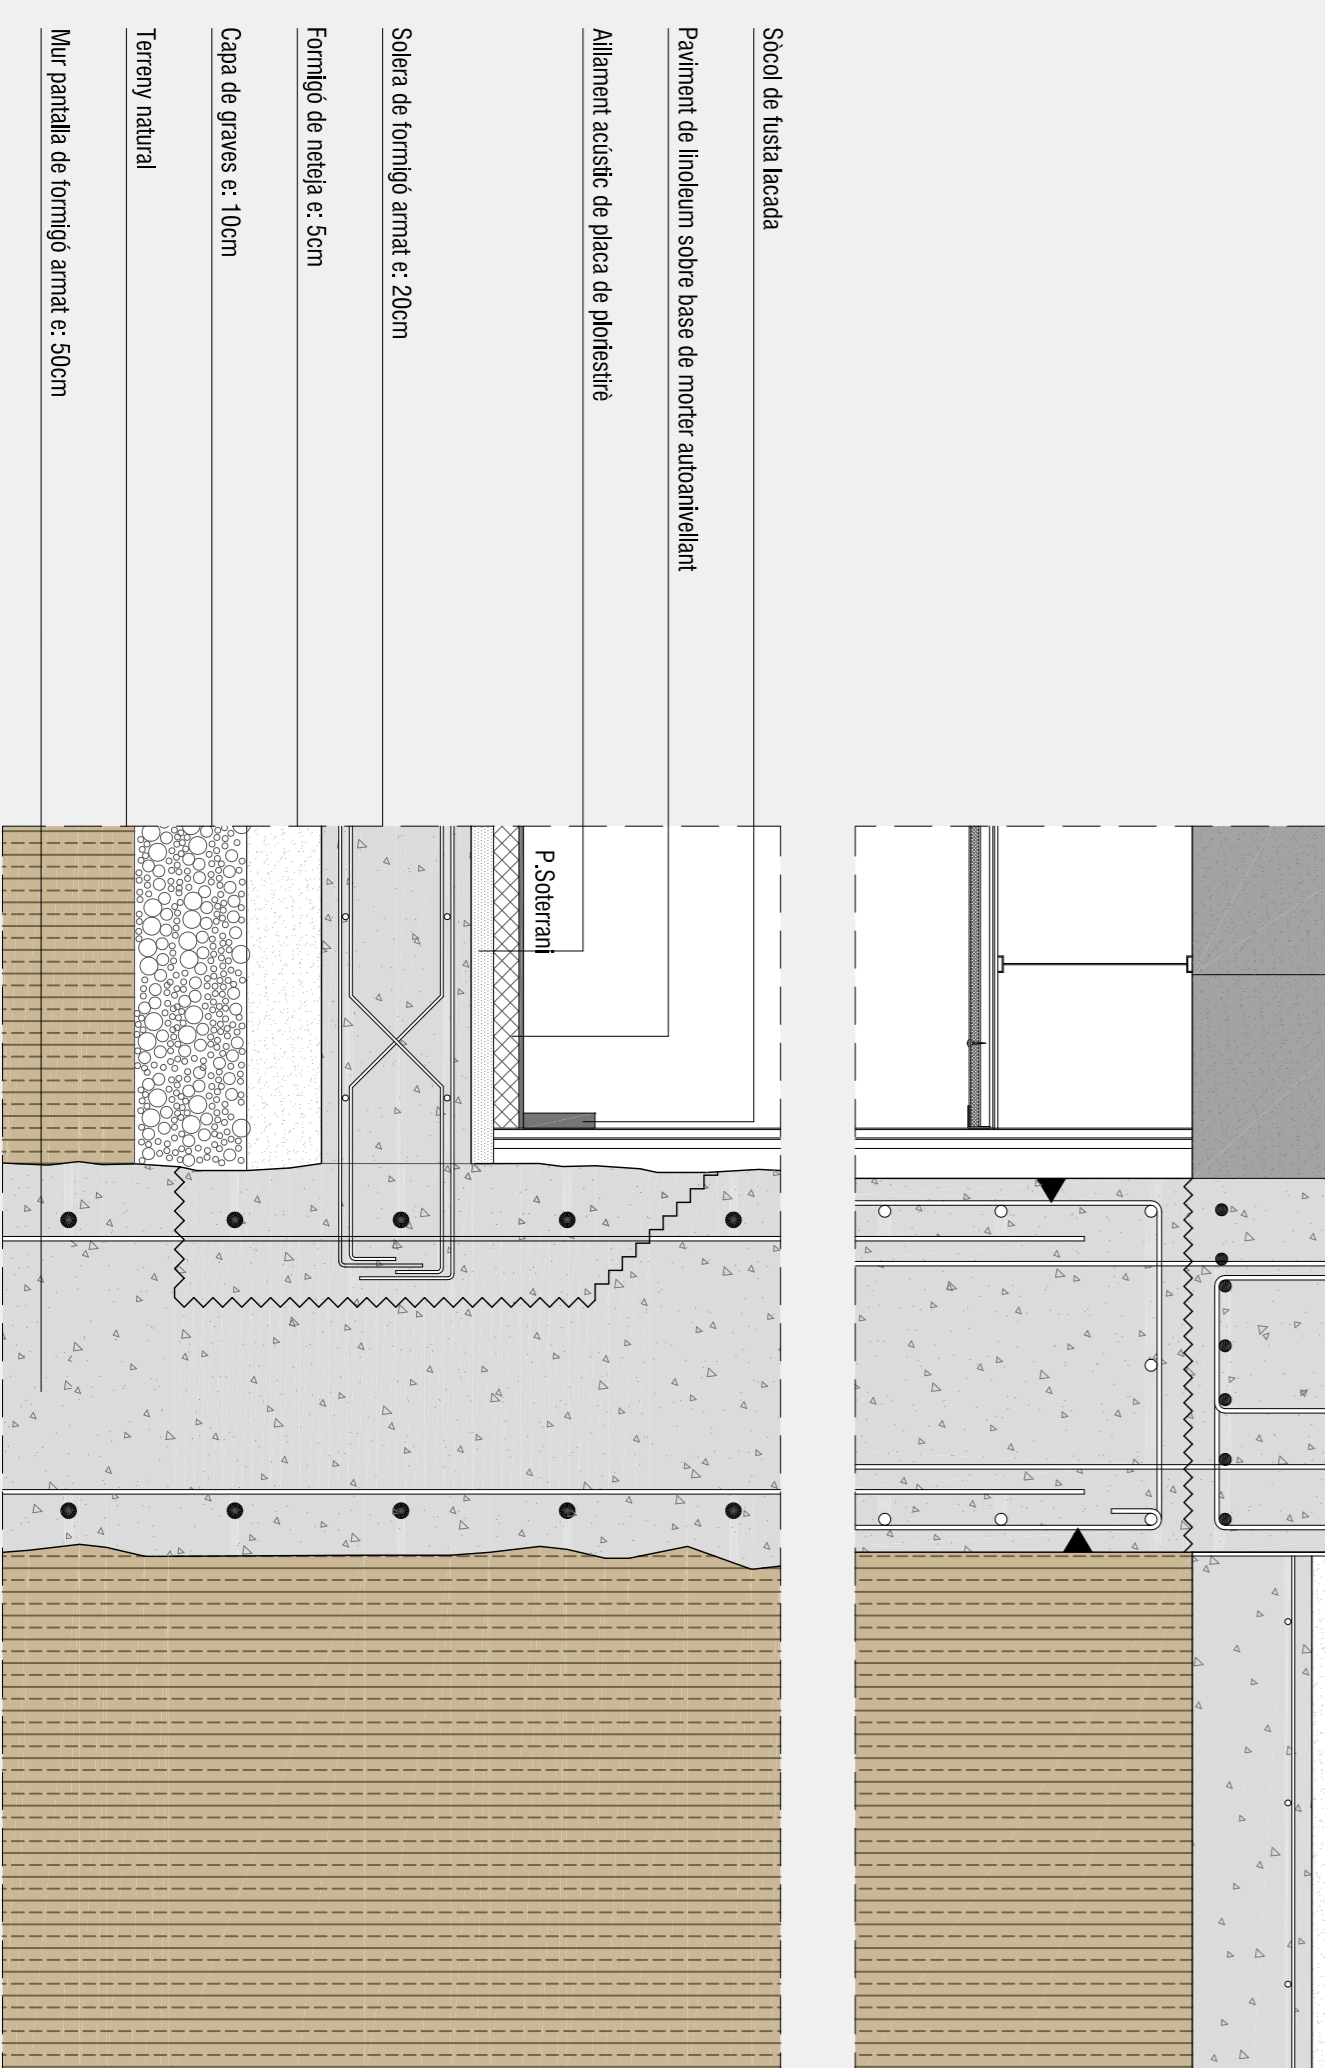 Sòcol de fusta lacada
Paviment de linoleum sobre base de morter autoanivellant
Aillament acústic de placa de ploriestirè
Solera de formigó armat e: 20cm
Formigó de neteja e: 5cm
Capa de graves e: 10cm
Terreny natural
Mur pantalla de formigó armat e: 50cm
P.Soterrani